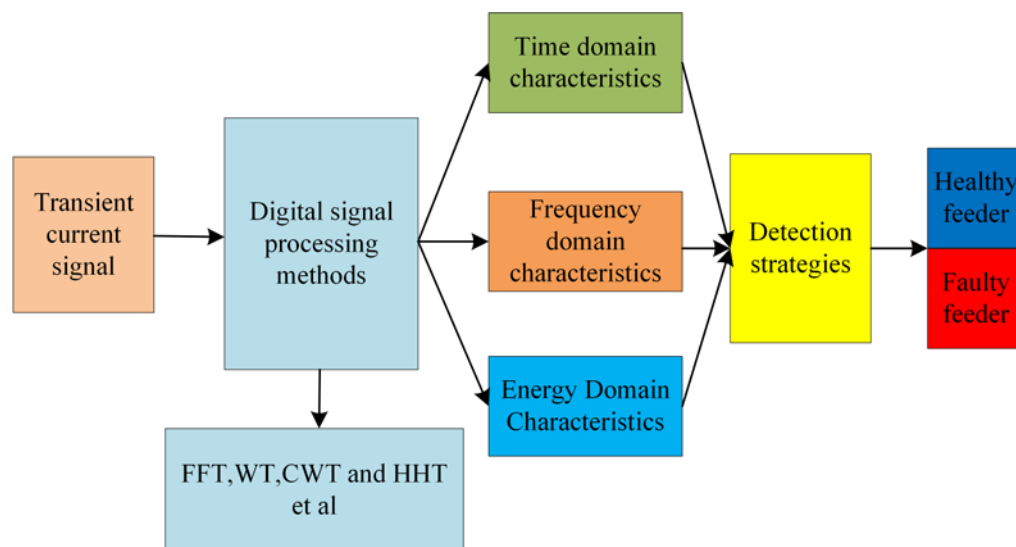 Transient
current
signal
Digital signal
processing
methods
FFT,WT,CWT and HHT
et al
Time domain
characteristics
Frequency
domain
characteristics
Energy Domain
Characteristics
Detection
strategies
Healthy
feeder
Faulty
feeder